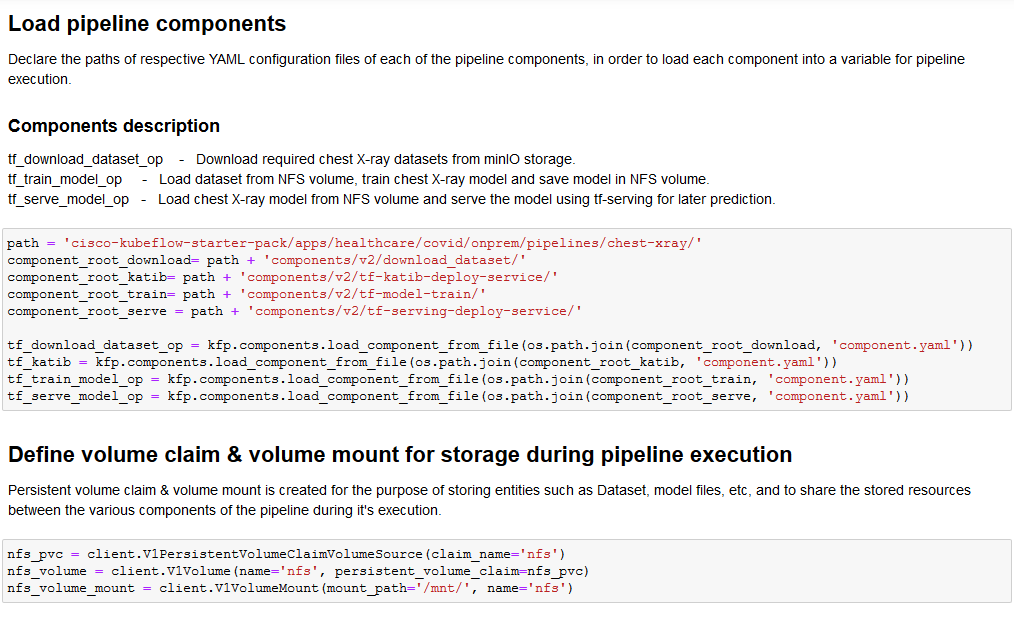 Load pipeline components
Declare the paths of respective YAML configuration files of each of the pipeline components, in order to load each component into a variable for pipeline
execution.
Components description
tf_download_dataset_op - Download required chest X-ray datasets from minIO storage.
tf_train_model_op - Load dataset from NFS volume, train chest X-ray model and save model in NFS volume.
tf_serve_model_op - Load chest X-ray model from NFS volume and serve the model using tf-serving for later prediction.
path = 'cisco-kubeflow-starter-pack/apps/healthcare/covid/onprem/pipelines/chest-xray/'
component_root_download= path + 'components/v2/download_dataset/'
component_root_katib= path + 'components/v2/tf-katib-deploy-service/'
component_root_train= path + 'components/v2/tf-model-train/'
component_root_serve = path + 'components/v2/tf-serving-deploy-service/'
tf_download_dataset_op = kfp.components.load_component_from_file(os.path.join(component_root_download, 'component.yaml'))
tf_katib = kfp.components.load_component_from_file(os.path.join(component_root_katib, 'component.yaml'))
tf_train_model_op = kfp.components.load_component_from_file(os.path.join(component_root_train, 'component.yaml'))
tf_serve_model_op = kfp.components.load_component_from_file(os.path.join(component_root_serve, 'component.yaml'))
Define volume claim & volume mount for storage during pipeline execution
Persistent volume claim & volume mount is created for the purpose of storing entities such as Dataset, model files, etc, and to share the stored resources
between the various components of the pipeline during it's execution.
nfs_pvc = client.V1PersistentVolumeClaimVolumeSource(claim_name='nfs')
nfs_volume = client.V1Volume(name='nfs', persistent_volume_claim=nfs_pvc)
nfs_volume_mount = client.V1VolumeMount(mount_path='/mnt/', name='nfs')